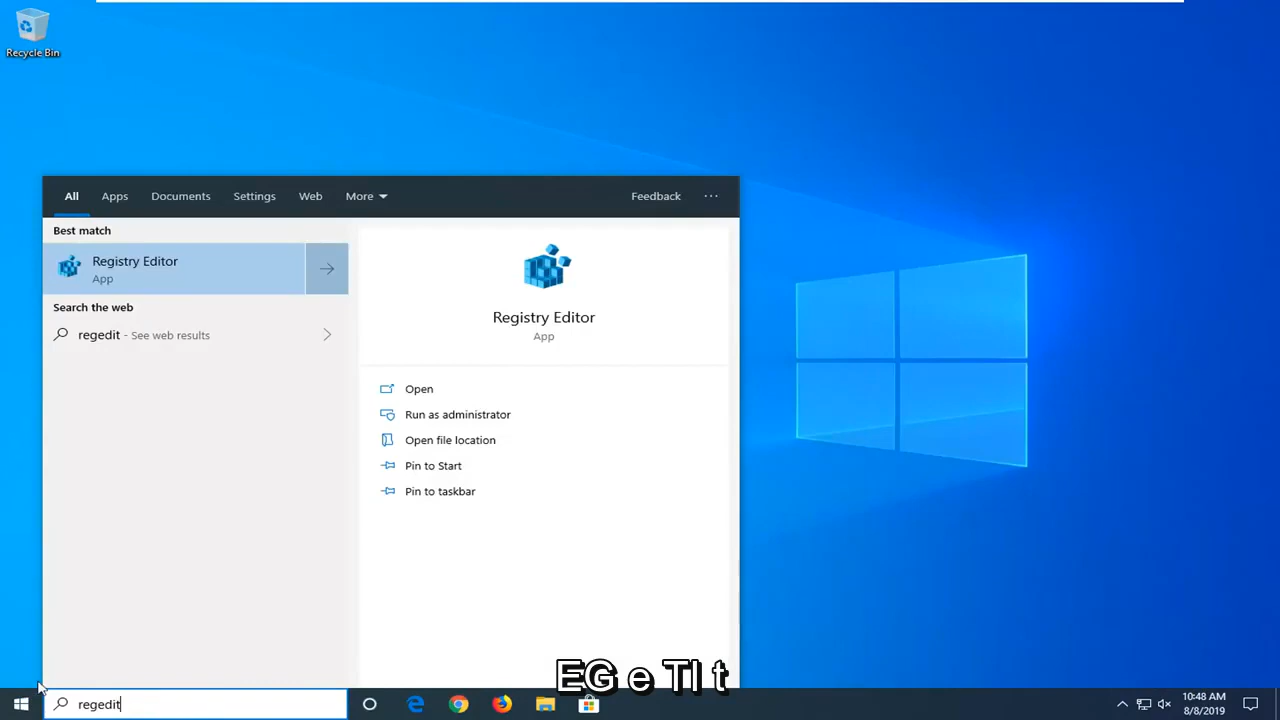 Recycle Bin
All Apps Documents Settings Web More Feedback ...
Best match
Registry Editor
App
Search the web
regedit - See web results
Registry Editor
App
Open
Run as administrator
Open file location
Pin to Start
Pin to taskbar
EG e TI t
regedit
10:48 AM
8/8/2019